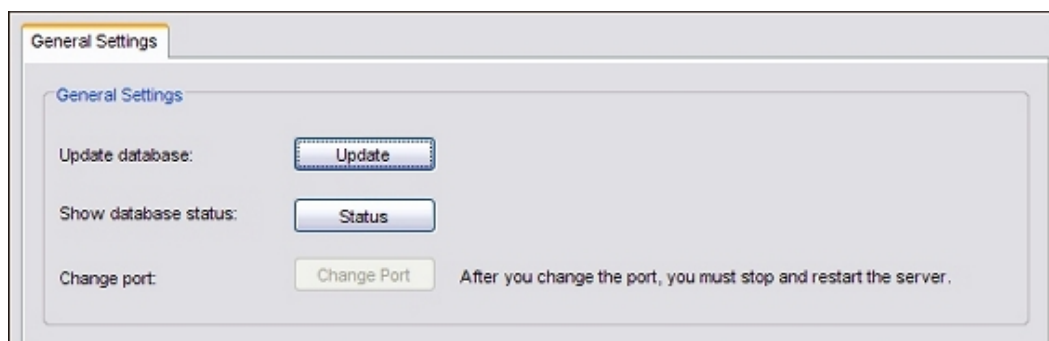 General Settings
General Settings
Update database: Update
Show database status: Status
Change port: Change Port After you change the port, you must stop and restart the server.